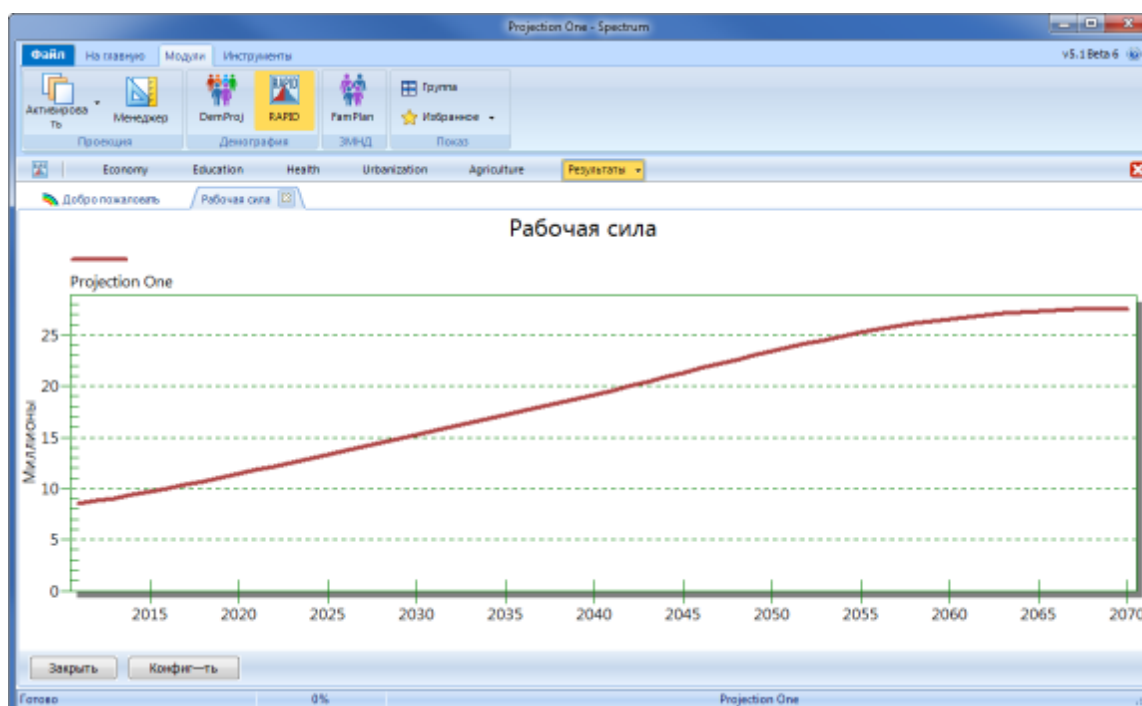 Projection One - Spectrum
Файл На главную Модули Инструменты v5.1 Beta 6
Активирова
ть
Менеджер DemProj RAPID FamPlan Группа
Избранное
Проекция Демография ЗМНД Показ
Economy Education Health Urbanization Agriculture Результаты
Добро пожаловать Рабочая сила
Рабочая сила
Projection One
Миллионы
25
20
15
10
5
0
2015 2020 2025 2030 2035 2040 2045 2050 2055 2060 2065 2070
Закрыть Конфиг—ть
Готово 0% Projection One